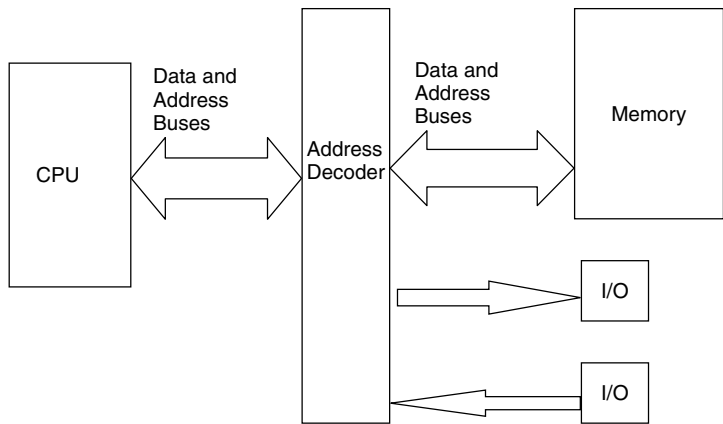 Data and
Address
Buses
CPU
Address
Decoder
Data and
Address
Buses
Memory
I/O
I/O